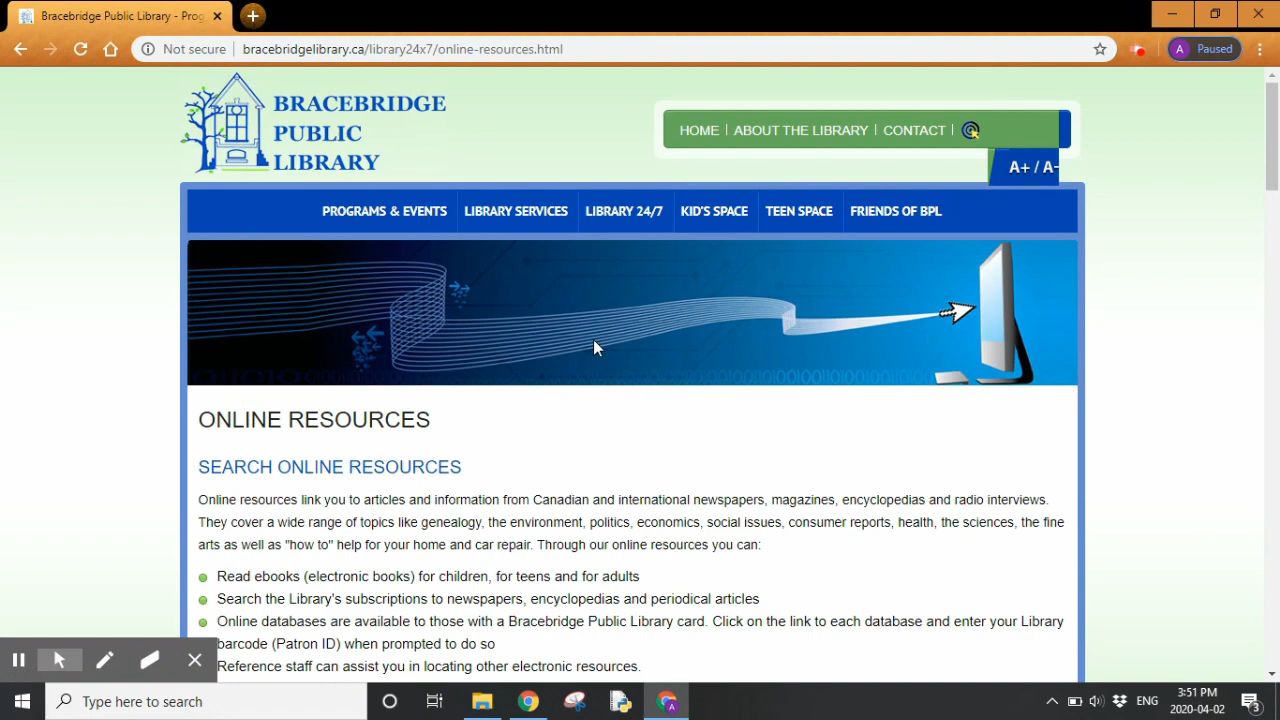 Bracebridge Public Library - Prog
Not secure bracebridgelibrary.ca/library24x7/online-resources.html
A Paused
BRACEBRIDGE
PUBLIC
LIBRARY
HOME ABOUT THE LIBRARY CONTACT
A+ / A-
PROGRAMS & EVENTS LIBRARY SERVICES LIBRARY 24/7 KID'S SPACE TEEN SPACE FRIENDS OF BPL
ONLINE RESOURCES
SEARCH ONLINE RESOURCES
Online resources link you to articles and information from Canadian and international newspapers, magazines, encyclopedias and radio interviews.
They cover a wide range of topics like genealogy, the environment, politics, economics, social issues, consumer reports, health, the sciences, the fine
arts as well as "how to" help for your home and car repair. Through our online resources you can:
Read ebooks (electronic books) for children, for teens and for adults
Search the Library's subscriptions to newspapers, encyclopedias and periodical articles
Online databases are available to those with a Bracebridge Public Library card. Click on the link to each database and enter your Library
barcode (Patron ID) when prompted to do so
Reference staff can assist you in locating other electronic resources.
Type here to search
A
ENG
3:51 PM
2020-04-02
3